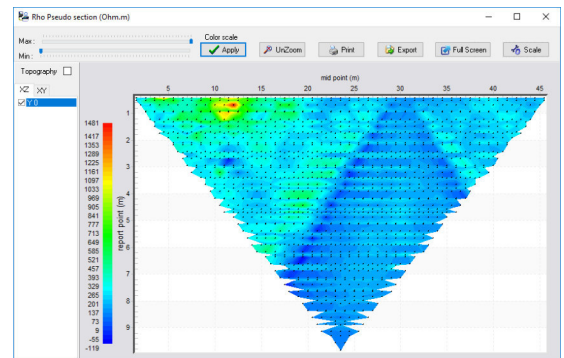 Rho Pseudo section (Ohm.m)
Color scale
Max :
Min :
Apply
UnZoom
Print
Export
Full Screen
Scale
Topography
XZ XY
Y 0
mid point (m)
5 10 15 20 25 30 35 40 45
report point (m)
1
2
3
4
5
6
7
8
9
1481
1417
1353
1289
1225
1161
1097
1033
969
905
841
777
713
649
585
521
457
393
329
265
201
137
73
9
-55
-119